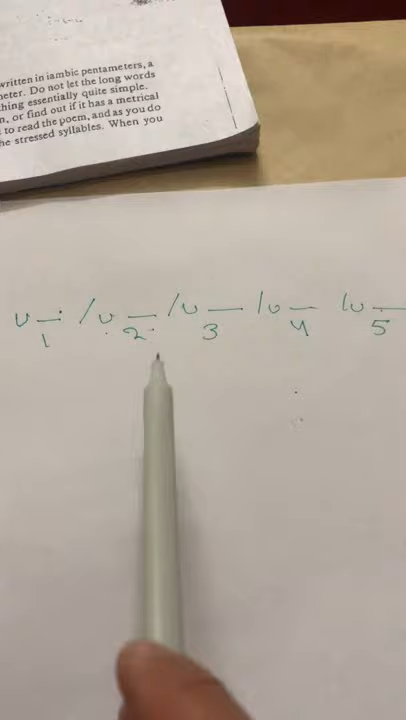 written in iambic pentameters, a
meter. Do not let the long words
thing essentially quite simple.
n, or find out if it has a metrical
to read the poem, and as you do
he stressed syllables. When you
∪ — / ∪ — / ∪ — / ∪ — / ∪ —
1 2 3 4 5